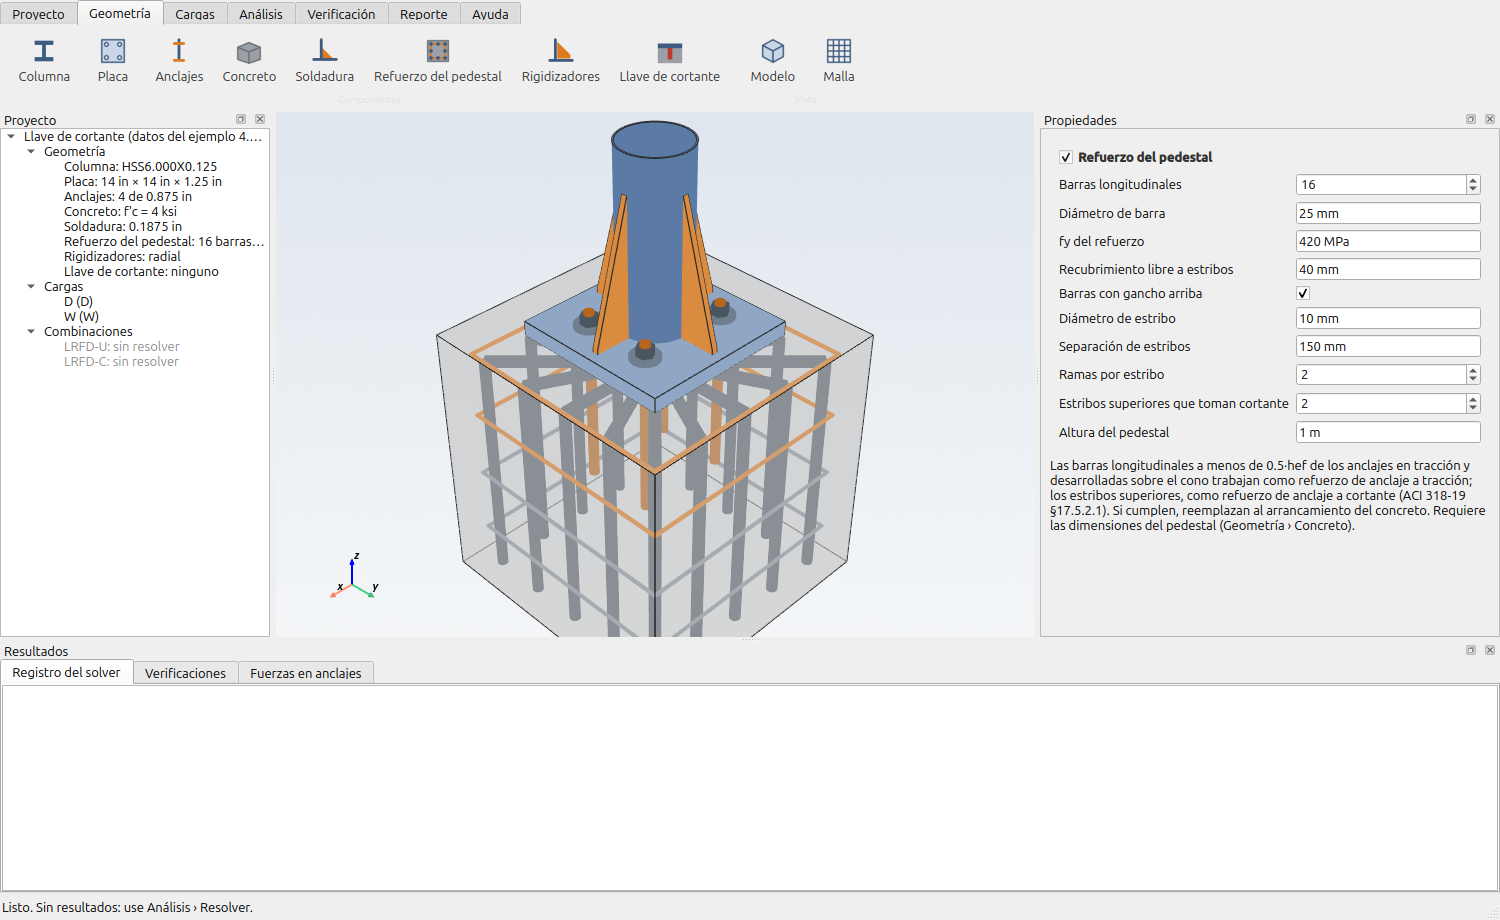 Proyecto
Geometría
Cargas
Análisis
Verificación
Reporte
Ayuda
Columna
Placa
Anclajes
Concreto
Soldadura
Refuerzo del pedestal
Rigidizadores
Llave de cortante
Modelo
Malla
Componentes
Vista
Proyecto
Llave de cortante (datos del ejemplo 4....
Geometría
Columna: HSS6.000X0.125
Placa: 14 in × 14 in × 1.25 in
Anclajes: 4 de 0.875 in
Concreto: f'c = 4 ksi
Soldadura: 0.1875 in
Refuerzo del pedestal: 16 barras...
Rigidizadores: radial
Llave de cortante: ninguno
Cargas
D (D)
W (W)
Combinaciones
LRFD-U: sin resolver
LRFD-C: sin resolver
z
x
y
Propiedades
Refuerzo del pedestal
Barras longitudinales 16
Diámetro de barra 25 mm
fy del refuerzo 420 MPa
Recubrimiento libre a estribos 40 mm
Barras con gancho arriba
Diámetro de estribo 10 mm
Separación de estribos 150 mm
Ramas por estribo 2
Estribos superiores que toman cortante 2
Altura del pedestal 1 m
Las barras longitudinales a menos de 0.5·hef de los anclajes en tracción y
desarrolladas sobre el cono trabajan como refuerzo de anclaje a tracción;
los estribos superiores, como refuerzo de anclaje a cortante (ACI 318-19
§17.5.2.1). Si cumplen, reemplazan al arrancamiento del concreto. Requiere
las dimensiones del pedestal (Geometría › Concreto).
Resultados
Registro del solver
Verificaciones
Fuerzas en anclajes
Listo. Sin resultados: use Análisis › Resolver.